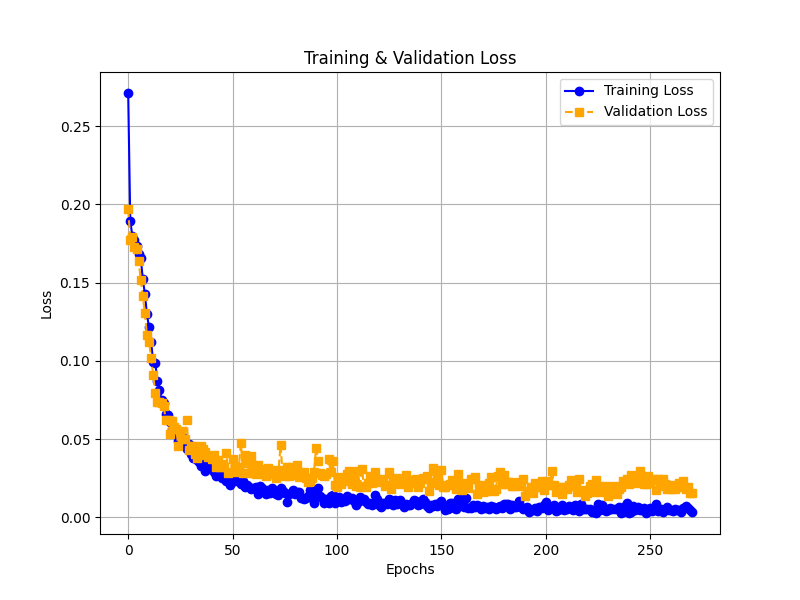 Training & Validation Loss
Training Loss
Validation Loss
Loss
0.25
0.20
0.15
0.10
0.05
0.00
0 50 100 150 200 250
Epochs